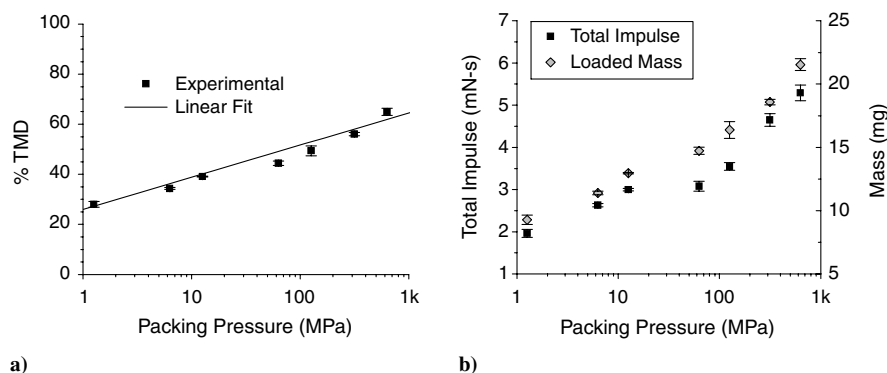 100
80
60
40
20
0
% TMD
Experimental
Linear Fit
1
10
100
1k
Packing Pressure (MPa)
a)
7
6
5
4
3
2
1
Total Impulse (mN-s)
Total Impulse
Loaded Mass
25
20
15
10
5
Mass (mg)
1
10
100
1k
Packing Pressure (MPa)
b)